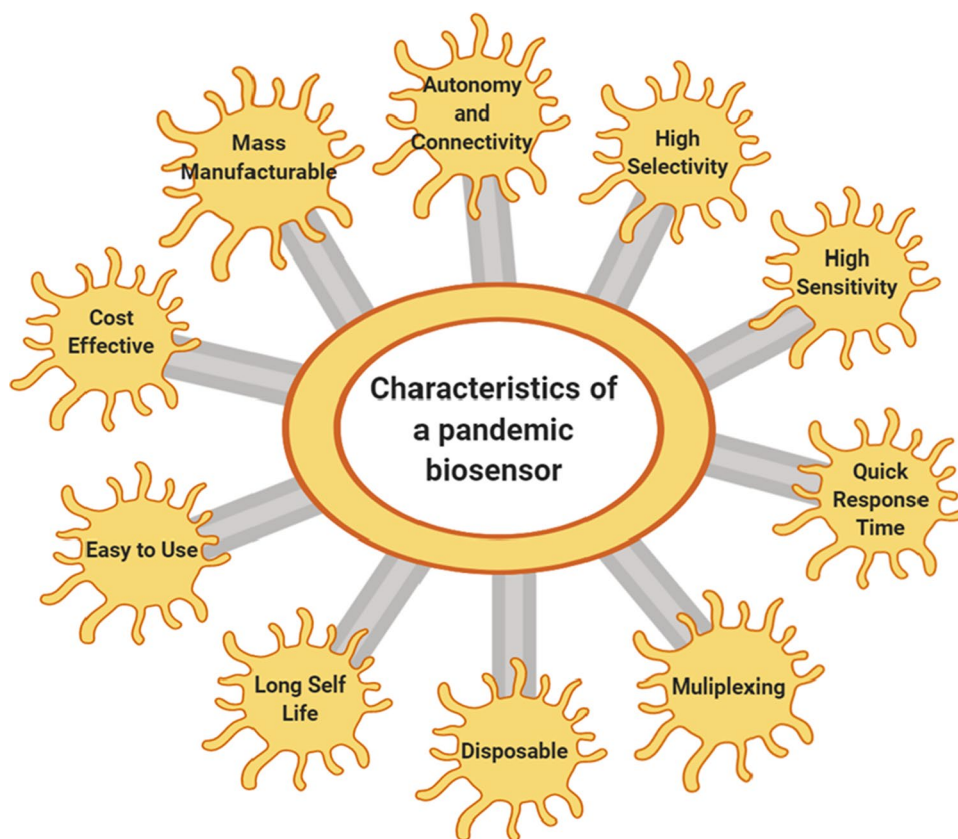 Characteristics of
a pandemic
biosensor
Autonomy
and
Connectivity
High
Selectivity
High
Sensitivity
Quick
Response
Time
Muliplexing
Disposable
Long Self
Life
Easy to Use
Cost
Effective
Mass
Manufacturable